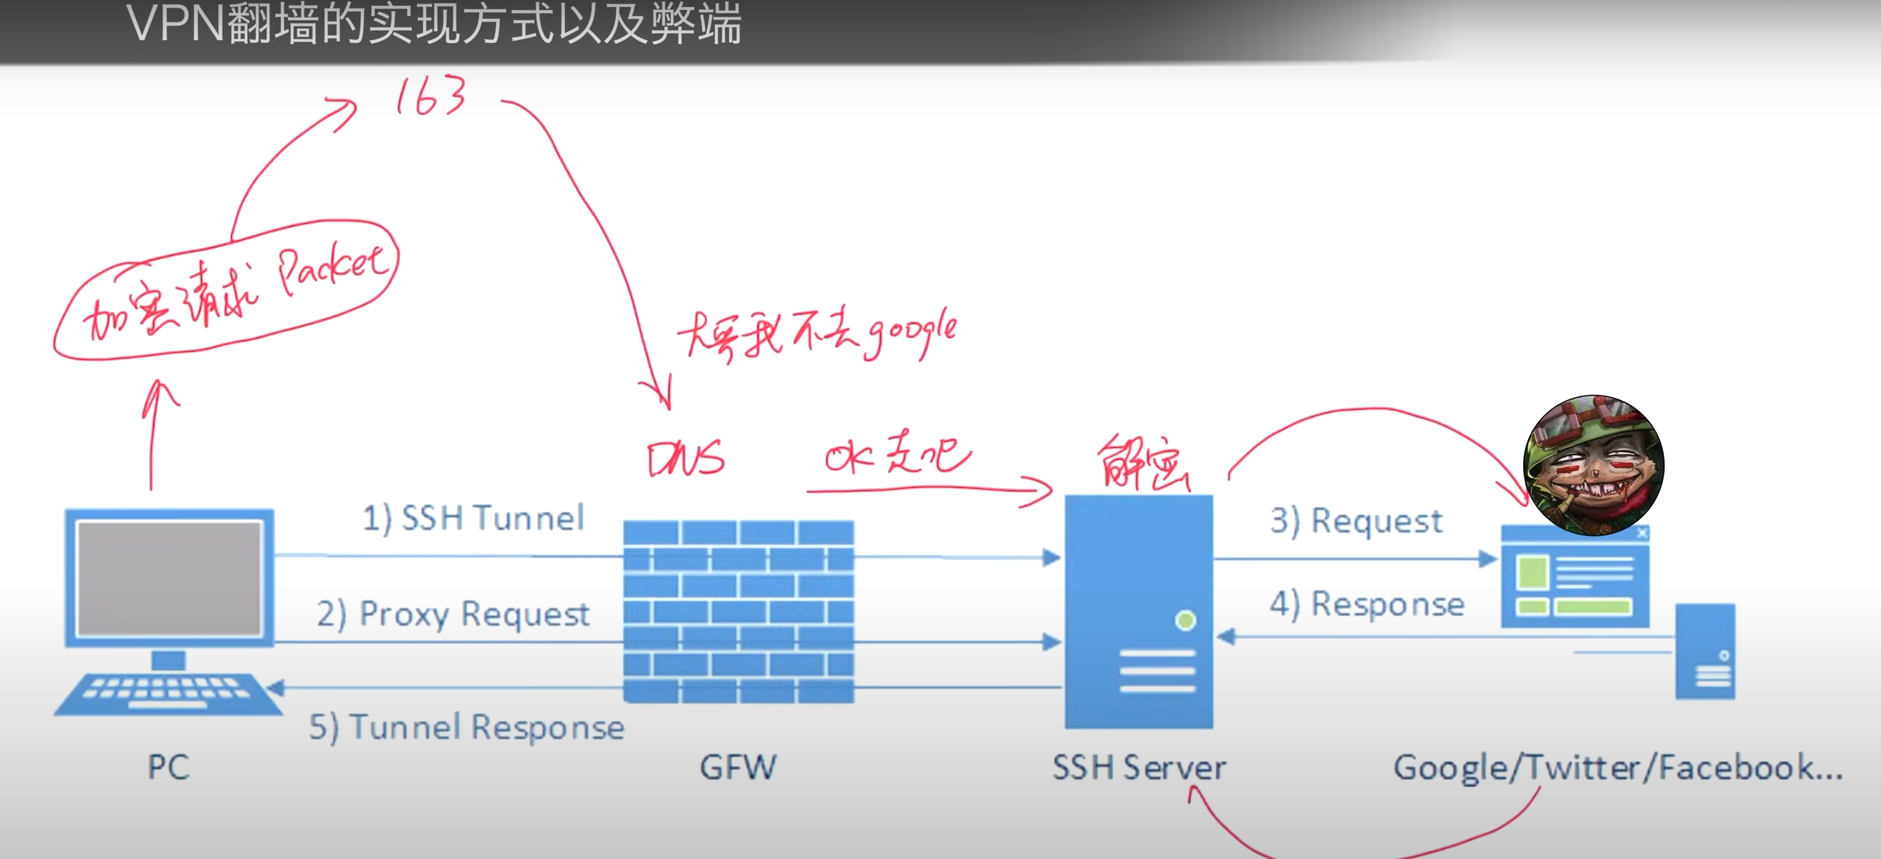 VPN翻墙的实现方式以及弊端
163
加密请求 Packet
大哥我不去google
DNS
OK走吧
解密
1) SSH Tunnel
3) Request
2) Proxy Request
4) Response
5) Tunnel Response
PC
GFW
SSH Server
Google/Twitter/Facebook...